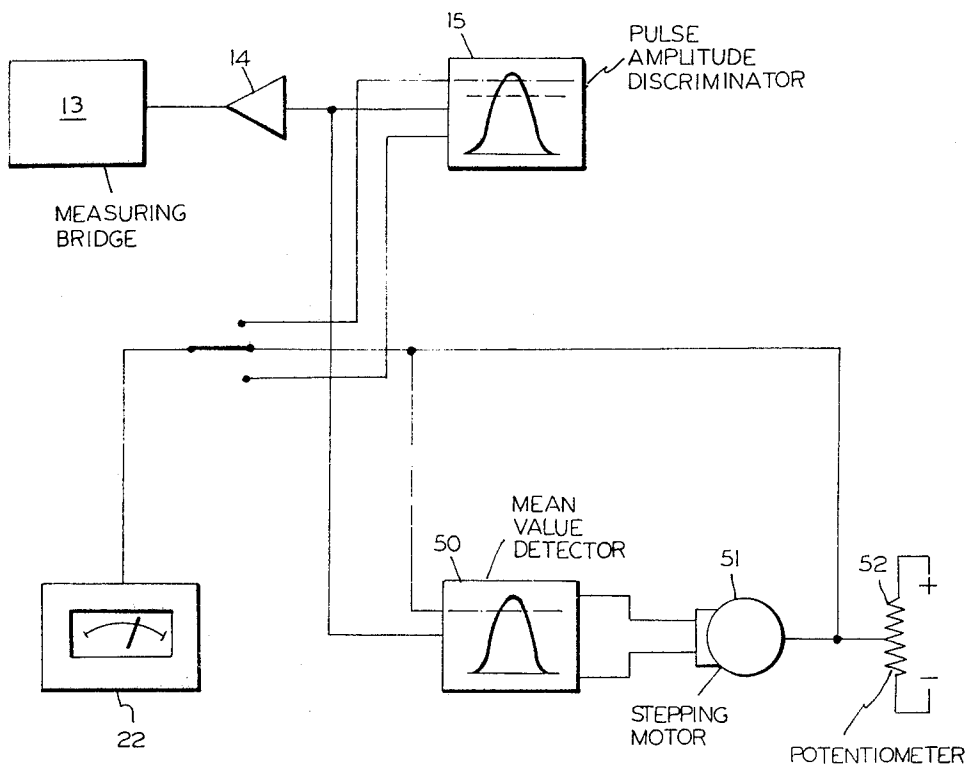 15
PULSE
AMPLITUDE
DISCRIMINATOR
14
13
MEASURING
BRIDGE
MEAN
VALUE
DETECTOR
50
51
52
+
−
22
STEPPING
MOTOR
POTENTIOMETER